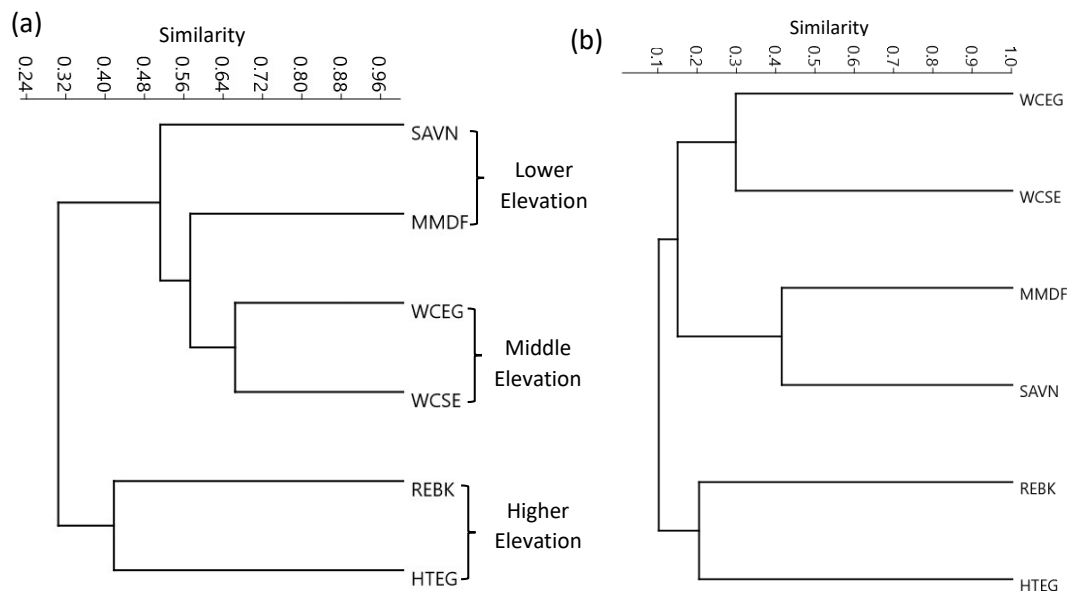 (a)
Similarity
0.24 0.32 0.40 0.48 0.56 0.64 0.72 0.80 0.88 0.96
SAVN
Lower
Elevation
MMDF
WCEG
Middle
Elevation
WCSE
REBK
Higher
Elevation
HTEG
(b)
Similarity
0.1 0.2 0.3 0.4 0.5 0.6 0.7 0.8 0.9 1.0
WCEG
WCSE
MMDF
SAVN
REBK
HTEG